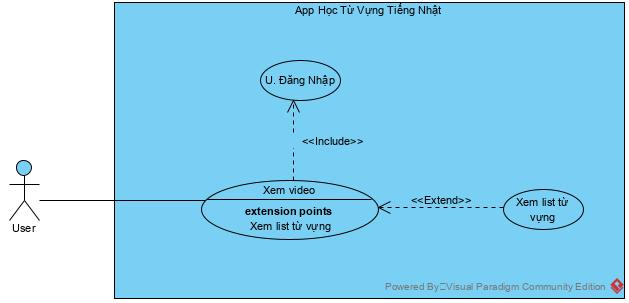 App Học Từ Vựng Tiếng Nhật
U. Đăng Nhập
<<Include>>
Xem video
extension points
Xem list từ vựng
<<Extend>>
Xem list từ
vựng
User
Powered By Visual Paradigm Community Edition